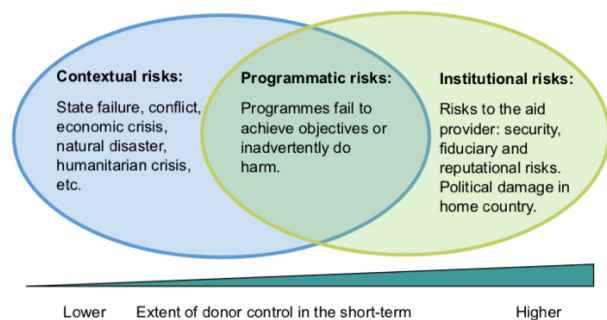 Contextual risks:
State failure, conflict,
economic crisis,
natural disaster,
humanitarian crisis,
etc.
Programmatic risks:
Programmes fail to
achieve objectives or
inadvertently do
harm.
Institutional risks:
Risks to the aid
provider: security,
fiduciary and
reputational risks.
Political damage in
home country.
Lower Extent of donor control in the short-term Higher